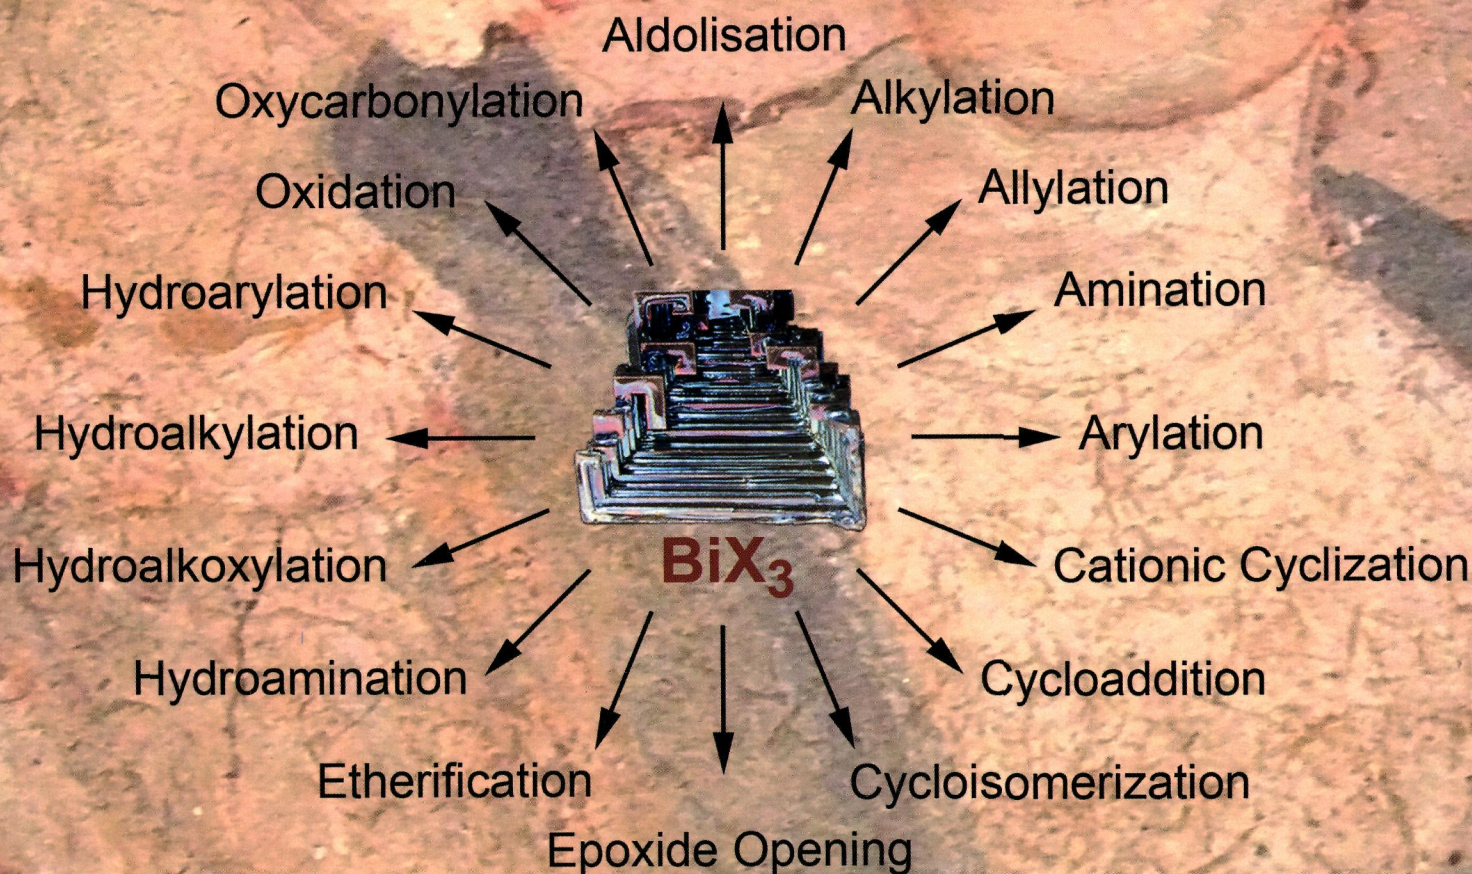 Aldolisation
Oxycarbonylation
Alkylation
Oxidation
Allylation
Hydroarylation
Amination
Hydroalkylation
Arylation
BiX3
Hydroalkoxylation
Cationic Cyclization
Hydroamination
Cycloaddition
Etherification
Cycloisomerization
Epoxide Opening